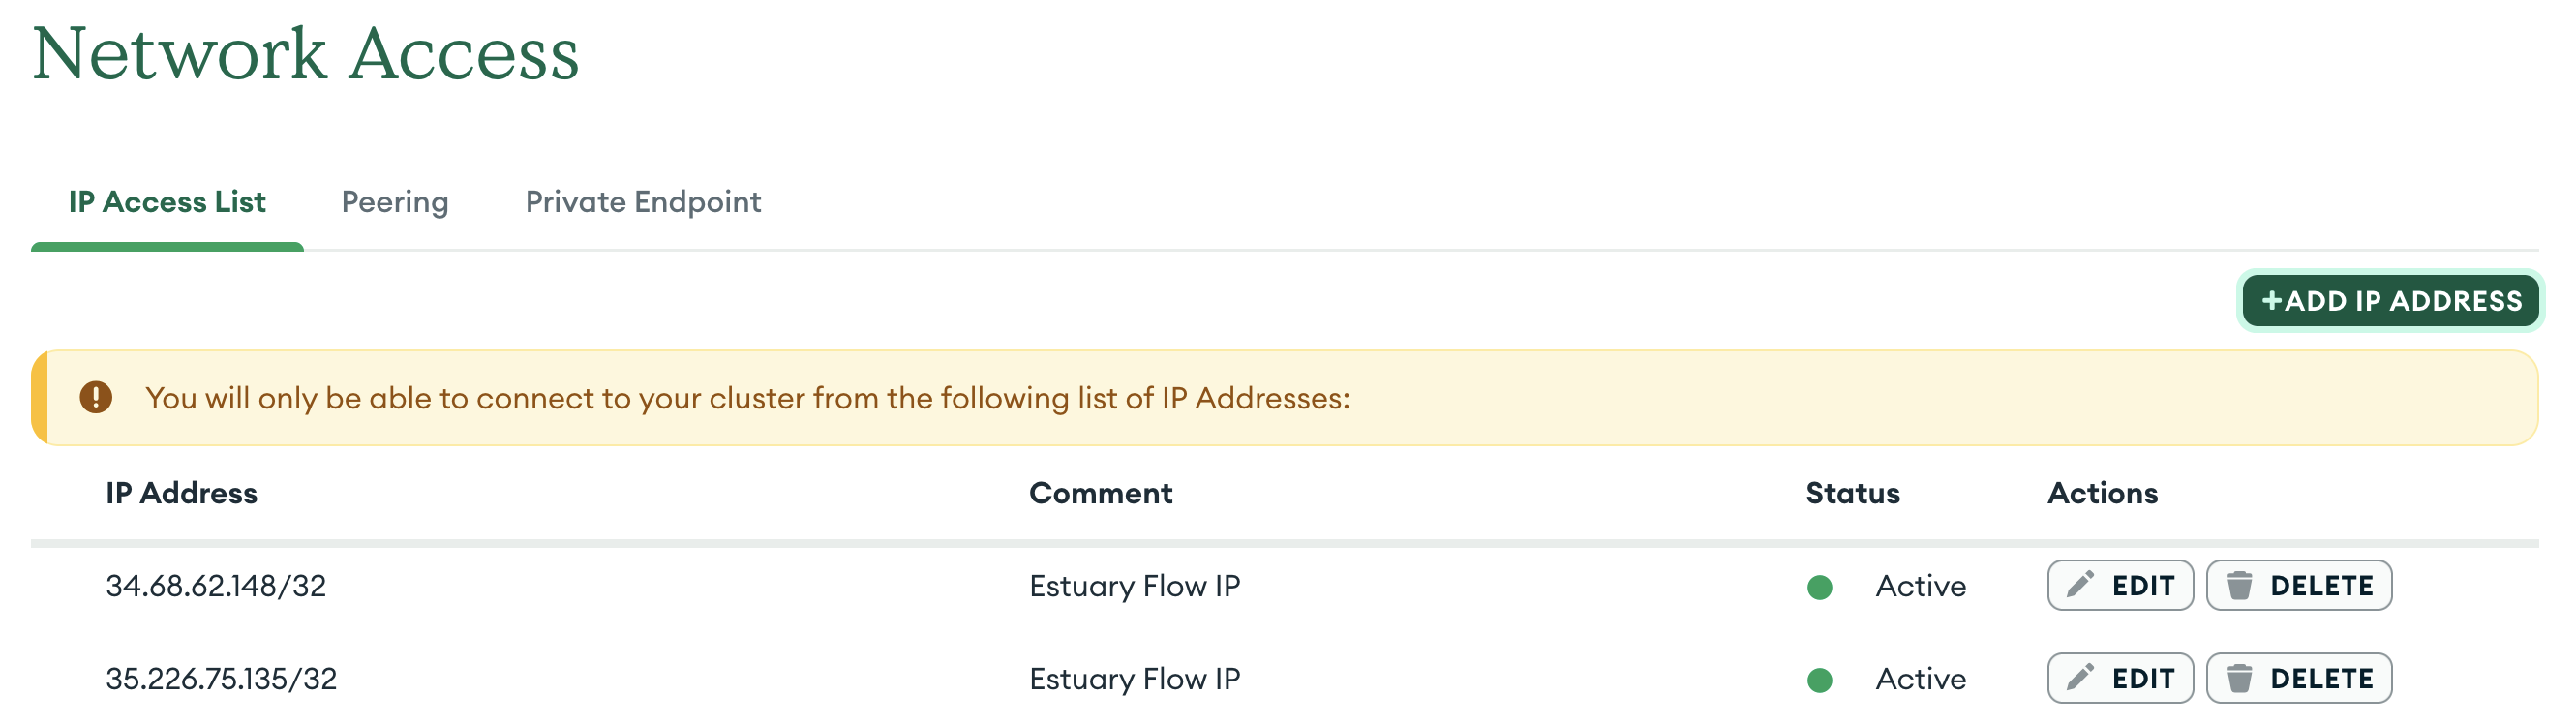 Network Access
IP Access List Peering Private Endpoint
+ADD IP ADDRESS
You will only be able to connect to your cluster from the following list of IP Addresses:
IP Address Comment Status Actions
34.68.62.148/32 Estuary Flow IP Active EDIT DELETE
35.226.75.135/32 Estuary Flow IP Active EDIT DELETE